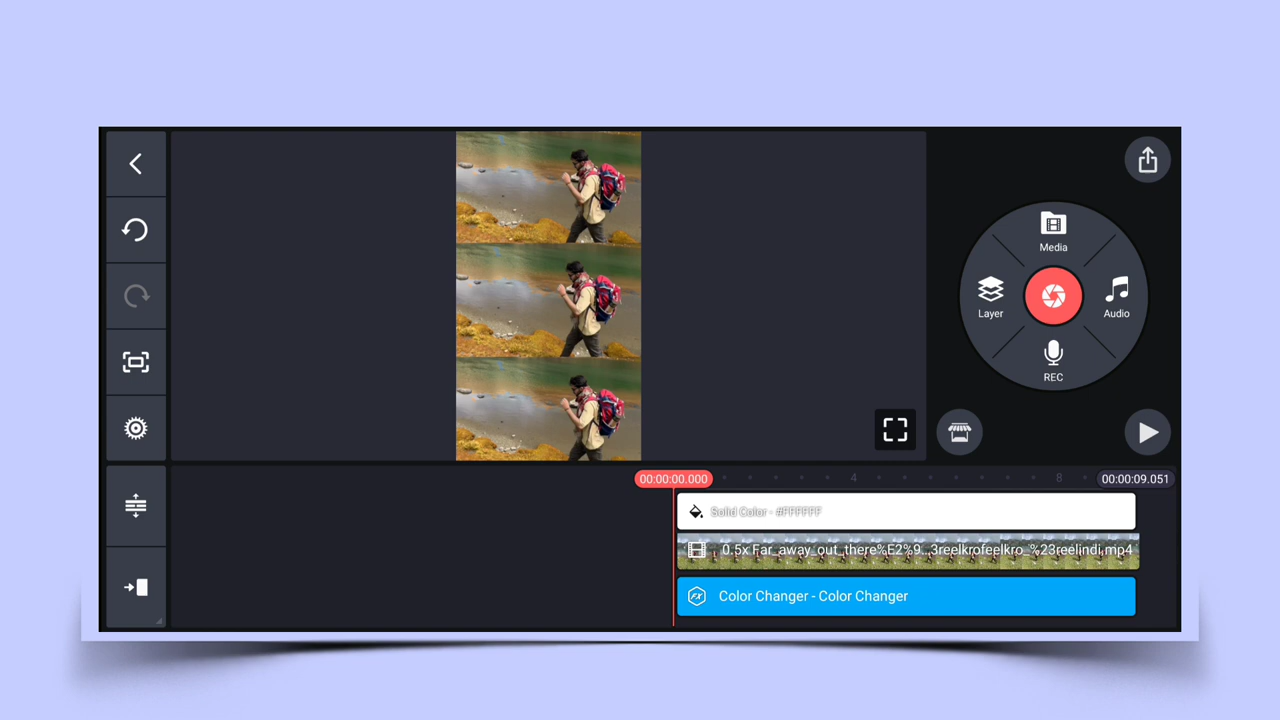 Media
Layer
Audio
REC
00:00:00.000
4
8
00:00:09.051
Solid Color - #FFFFFF
0.5x Far_away_out_there%E2%9...3reelkrofeelkro_%23reelindi.mp4
FX
Color Changer - Color Changer